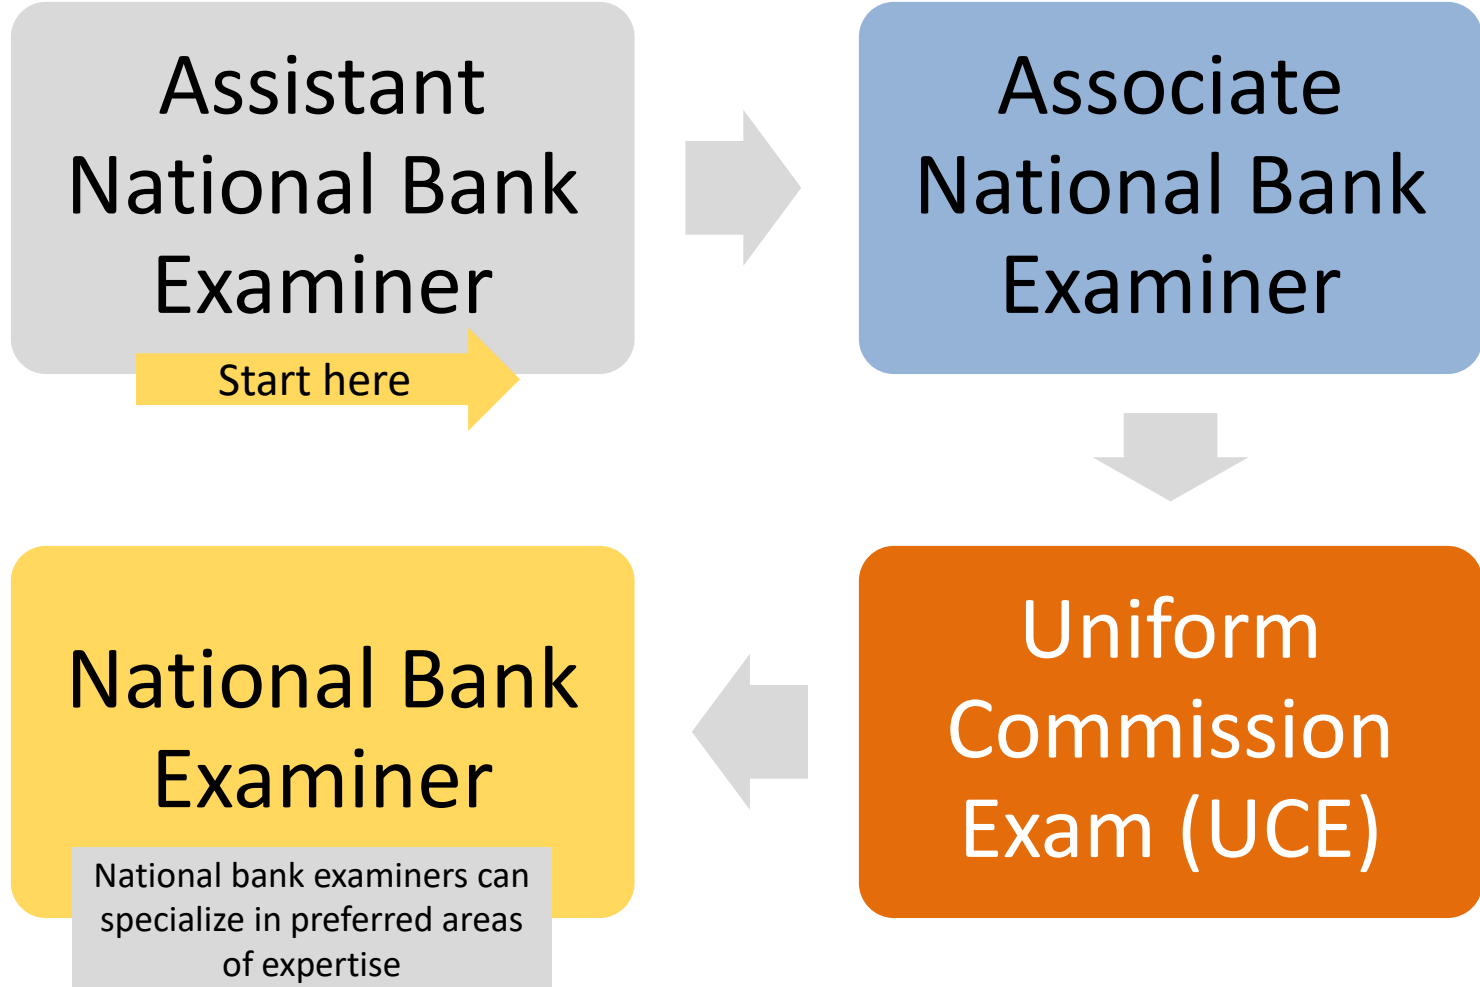 Assistant
National Bank
Examiner
Start here
Associate
National Bank
Examiner
Uniform
Commission
Exam (UCE)
National Bank
Examiner
National bank examiners can
specialize in preferred areas
of expertise